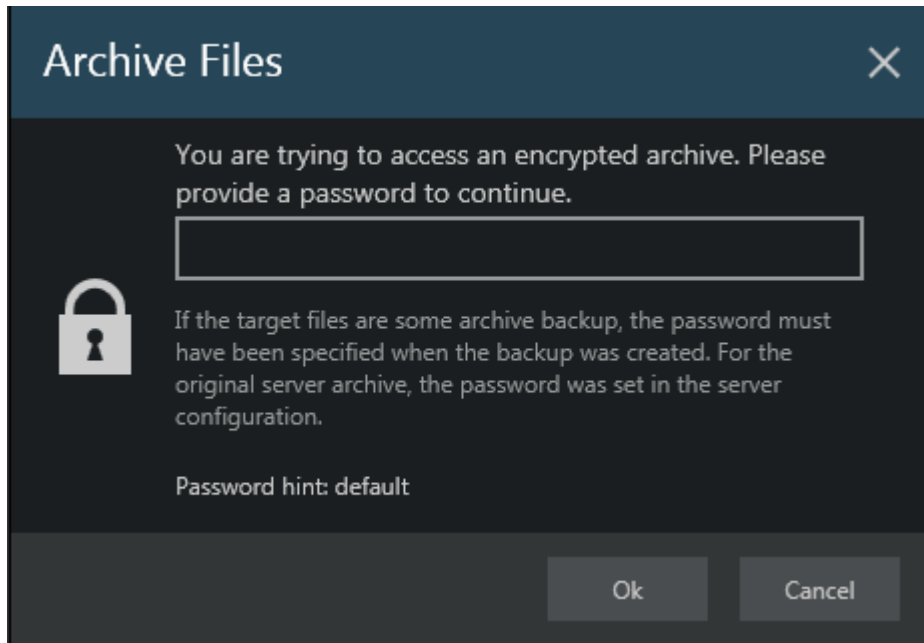 Archive Files
You are trying to access an encrypted archive. Please
provide a password to continue.
If the target files are some archive backup, the password must
have been specified when the backup was created. For the
original server archive, the password was set in the server
configuration.
Password hint: default
Ok Cancel